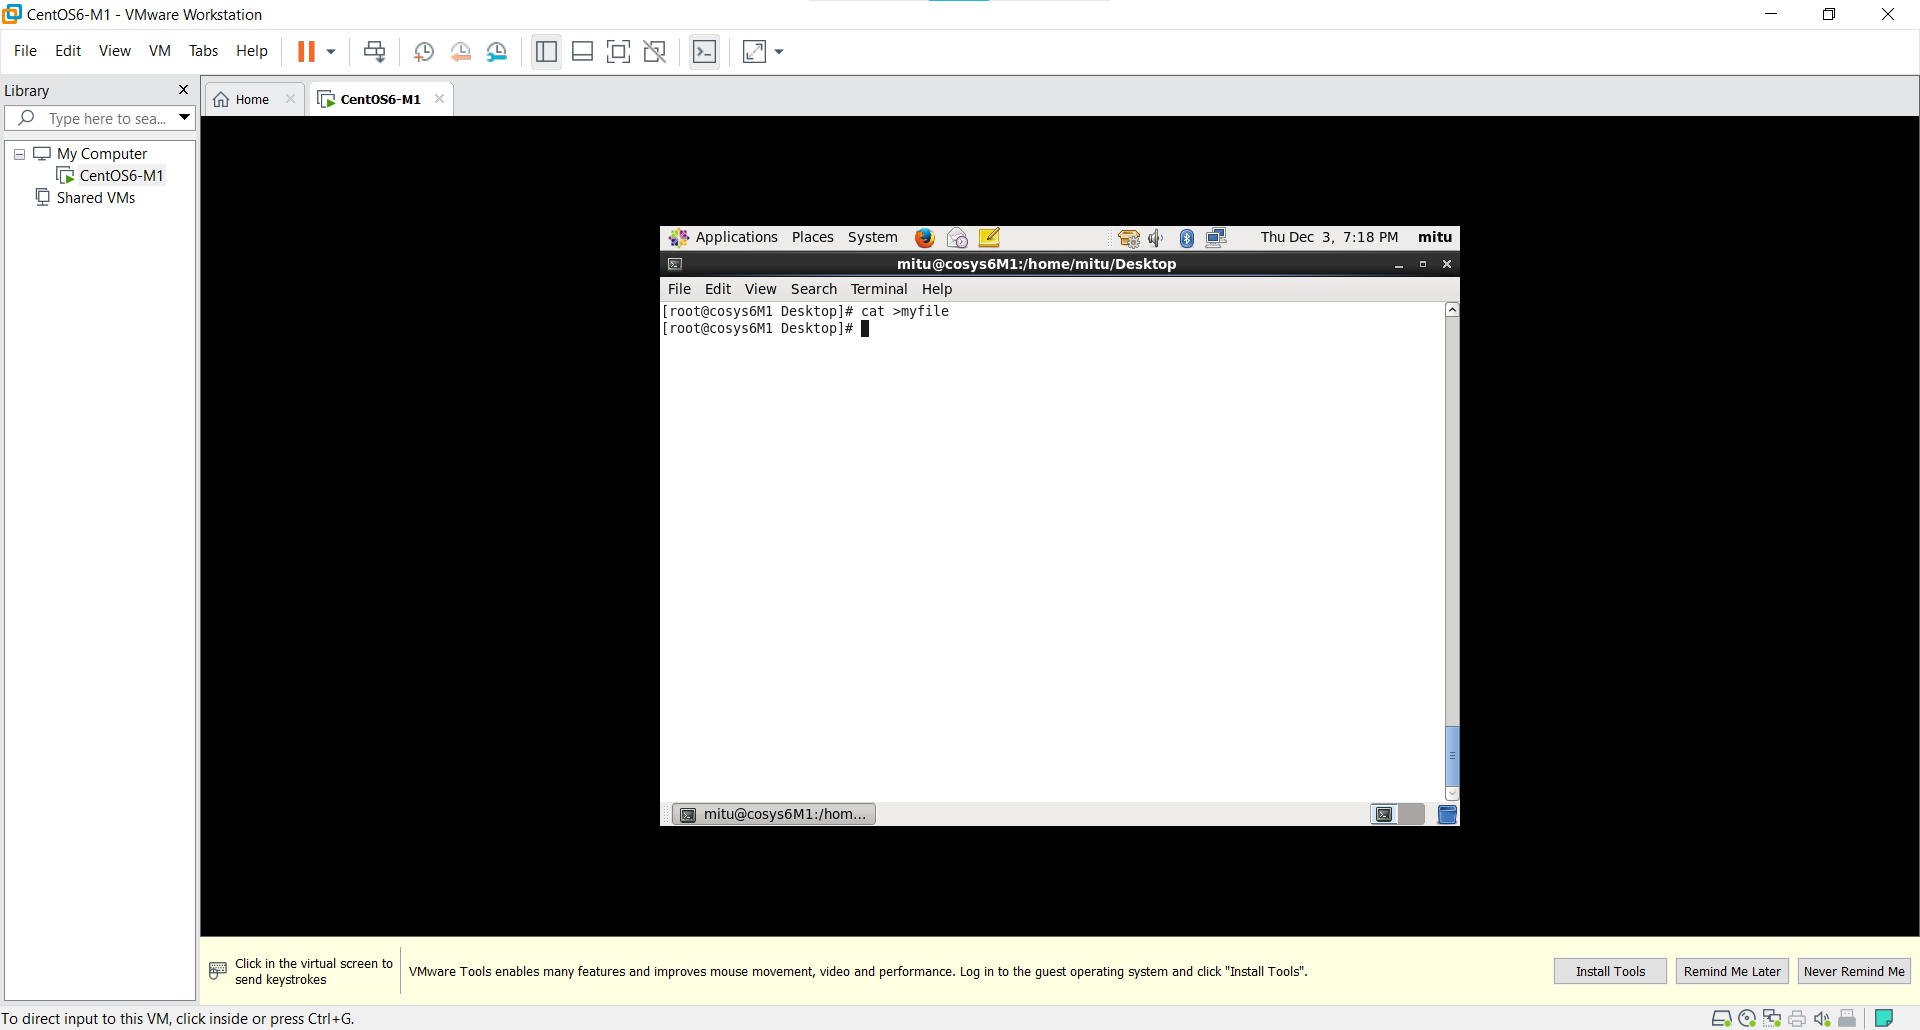 CentOS6-M1 - VMware Workstation
File Edit View VM Tabs Help
Library
Type here to sea...
My Computer
CentOS6-M1
Shared VMs
Home
CentOS6-M1
Applications Places System
Thu Dec 3, 7:18 PM mitu
mitu@cosys6M1:/home/mitu/Desktop
File Edit View Search Terminal Help
[root@cosys6M1 Desktop]# cat >myfile
[root@cosys6M1 Desktop]#
mitu@cosys6M1:/hom...
Click in the virtual screen to
send keystrokes
VMware Tools enables many features and improves mouse movement, video and performance. Log in to the guest operating system and click "Install Tools".
Install Tools
Remind Me Later
Never Remind Me
To direct input to this VM, click inside or press Ctrl+G.